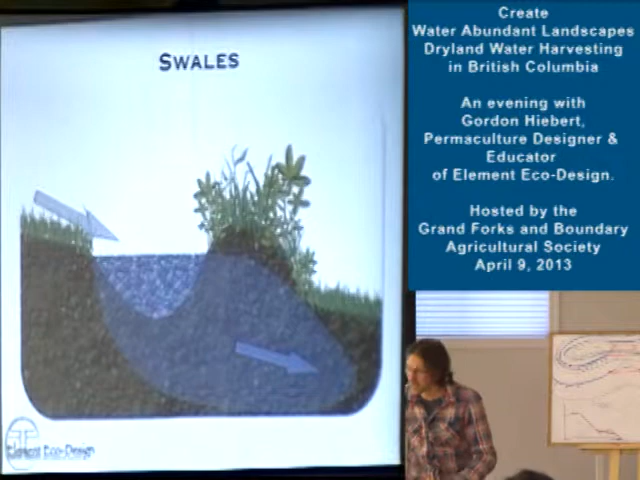 SWALES
Create
Water Abundant Landscapes
Dryland Water Harvesting
in British Columbia
An evening with
Gordon Hiebert,
Permaculture Designer &
Educator
of Element Eco-Design.
Hosted by the
Grand Forks and Boundary
Agricultural Society
April 9, 2013
Element Eco-Design